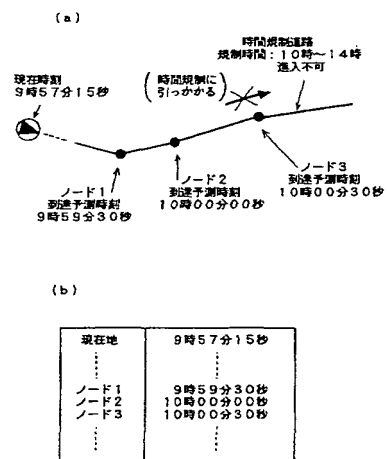 (a)
時間規制道路
規制時間:10時~14時
進入不可
現在時刻
9時57分15秒
(時間規制に
引っかかる)
ノード1
到達予測時刻
9時59分30秒
ノード2
到達予測時刻
10時00分00秒
ノード3
到達予測時刻
10時00分30秒
(b)
現在地 9時57分15秒
ノード1 9時59分30秒
ノード2 10時00分00秒
ノード3 10時00分30秒